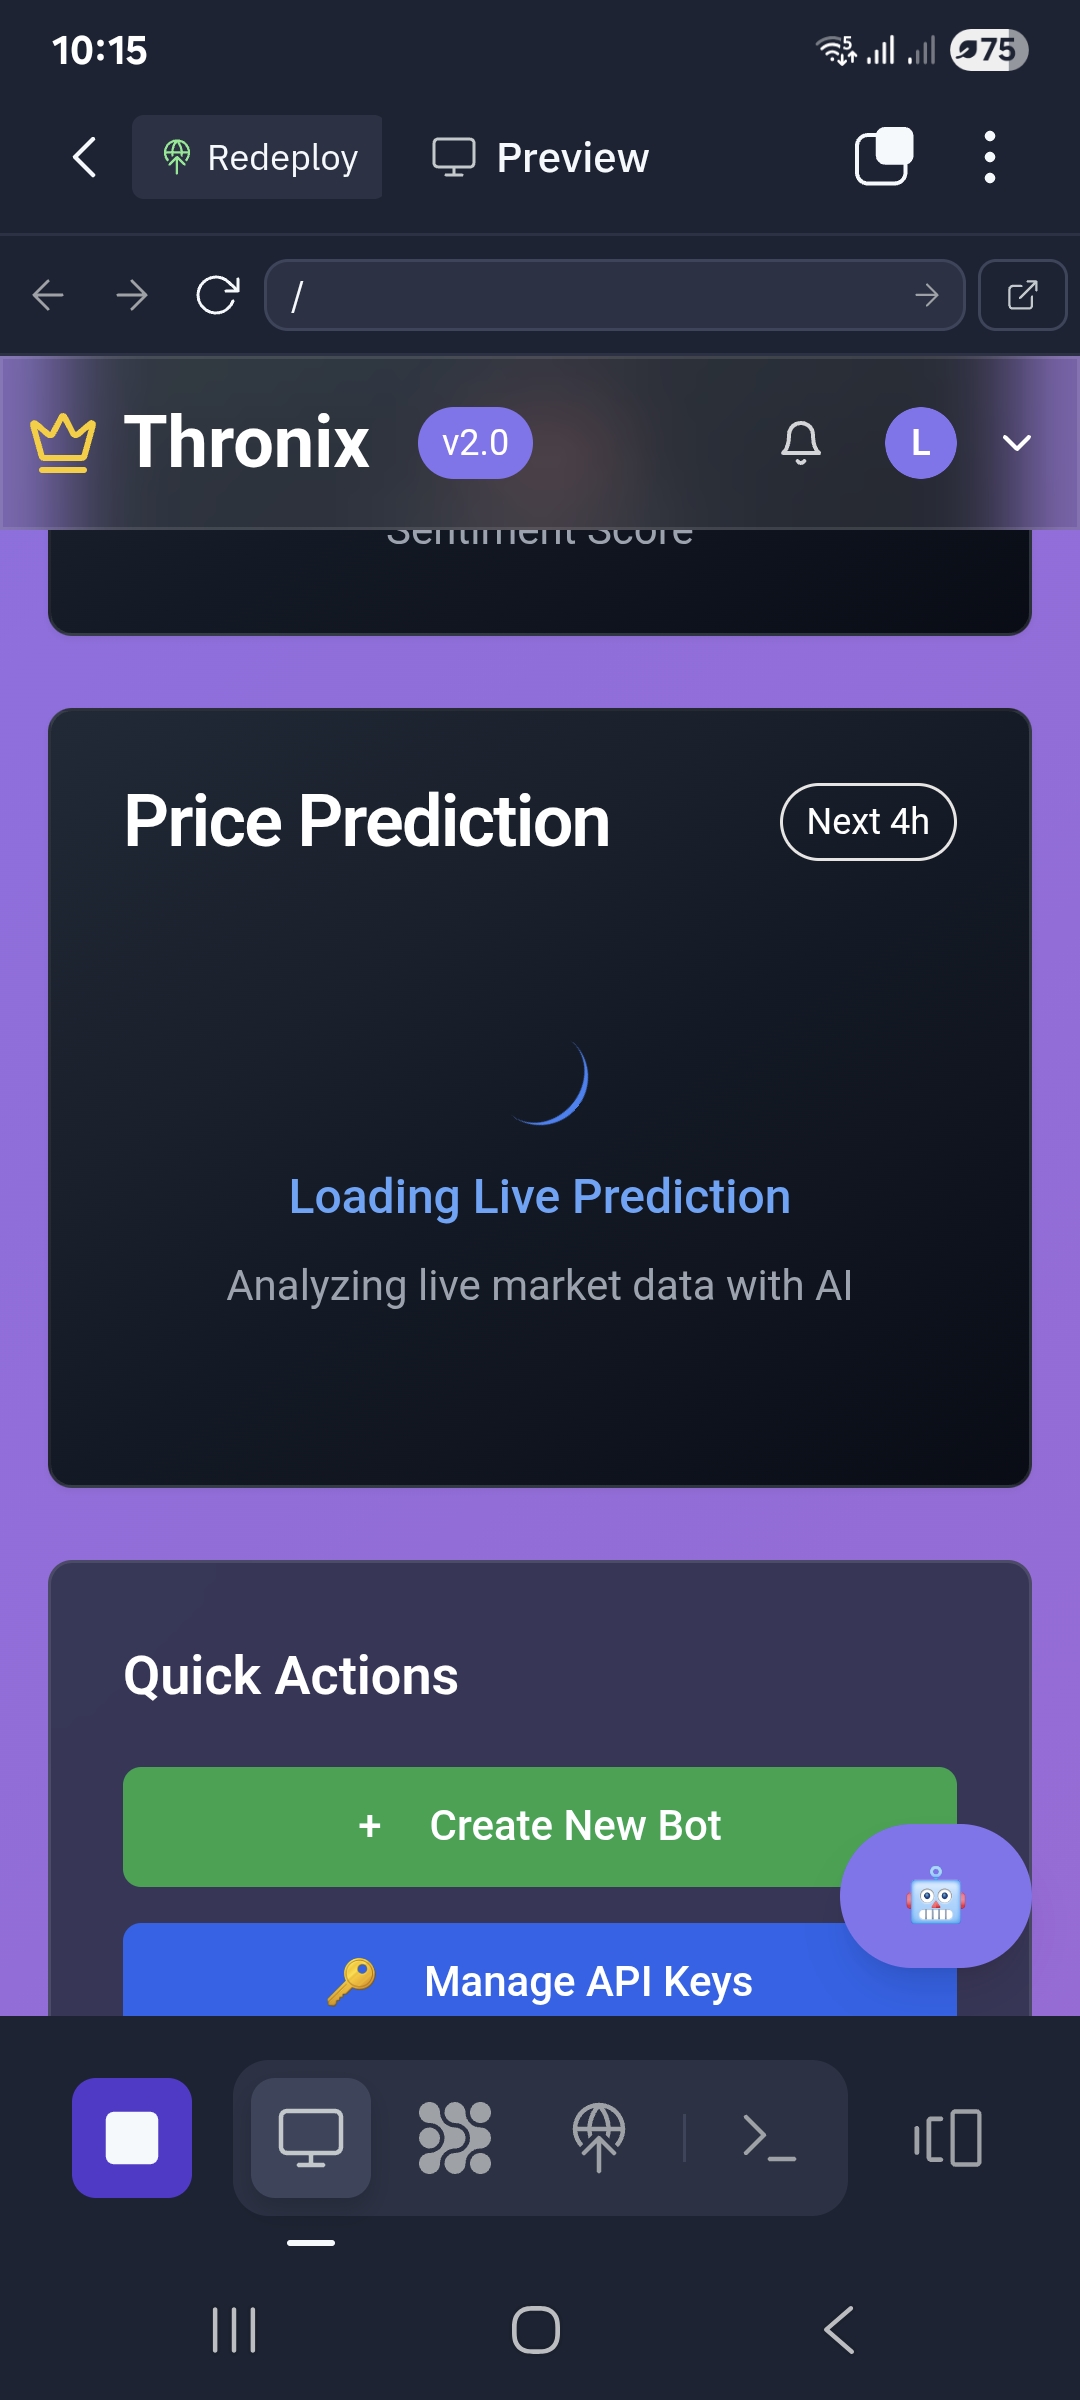 10:15
5
75
Redeploy
Preview
/
Thronix
v2.0
L
Sentiment Score
Price Prediction
Next 4h
Loading Live Prediction
Analyzing live market data with AI
Quick Actions
+ Create New Bot
Manage API Keys